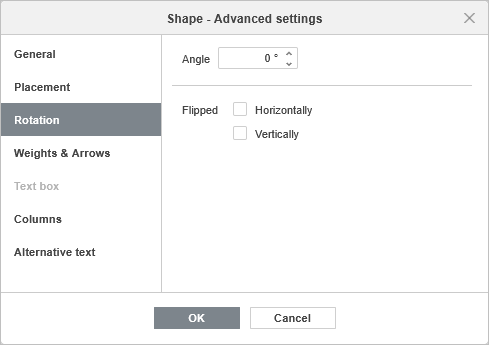 Shape - Advanced settings
General
Placement
Rotation
Weights & Arrows
Text box
Columns
Alternative text
Angle 0 °
Flipped Horizontally
Vertically
OK Cancel